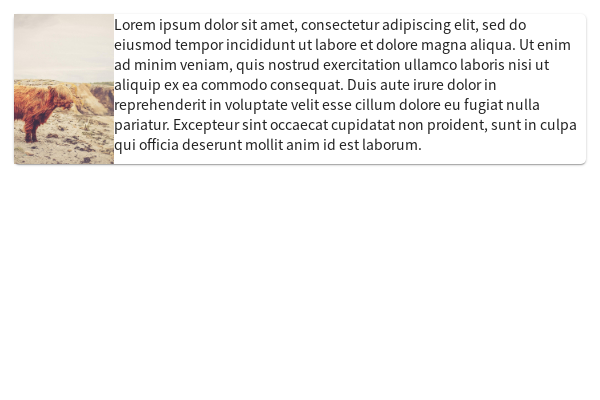 Lorem ipsum dolor sit amet, consectetur adipiscing elit, sed do
eiusmod tempor incididunt ut labore et dolore magna aliqua. Ut enim
ad minim veniam, quis nostrud exercitation ullamco laboris nisi ut
aliquip ex ea commodo consequat. Duis aute irure dolor in
reprehenderit in voluptate velit esse cillum dolore eu fugiat nulla
pariatur. Excepteur sint occaecat cupidatat non proident, sunt in culpa
qui officia deserunt mollit anim id est laborum.